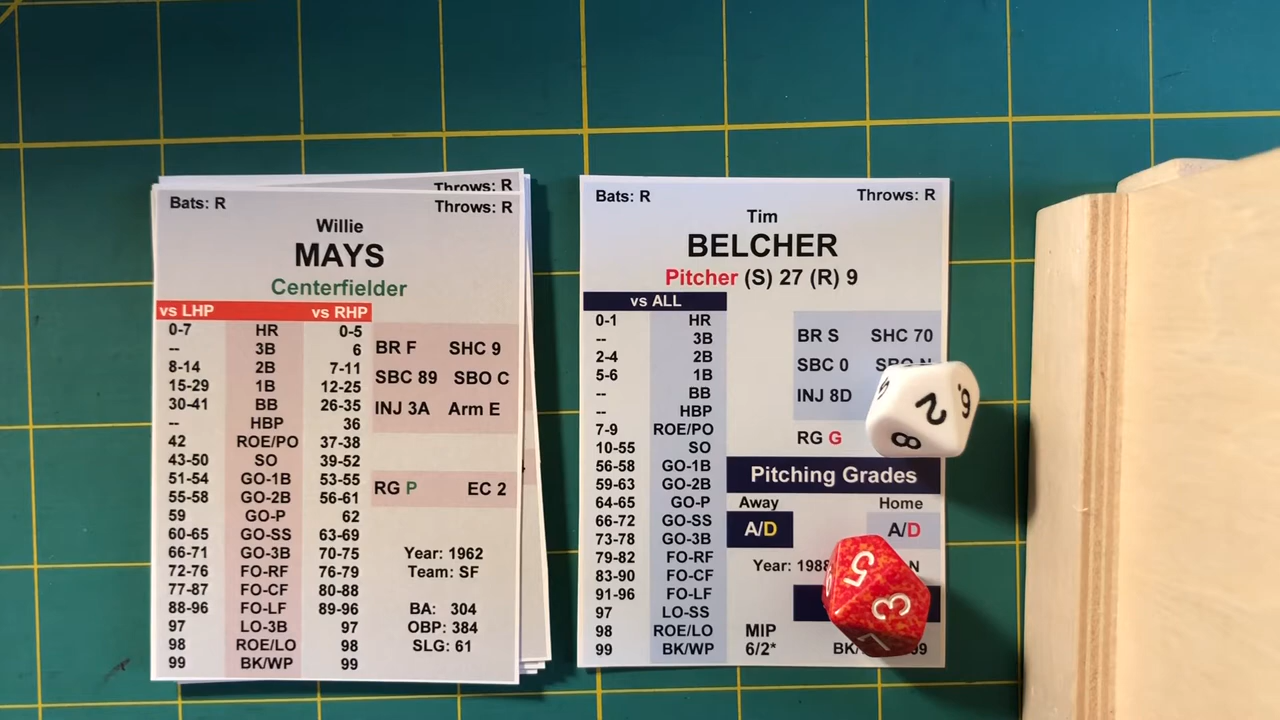 Throws: R
Bats: R
Throws: R
Willie
MAYS
Centerfielder
vs LHP vs RHP
0-7 HR 0-5
-- 3B 6
8-14 2B 7-11
15-29 1B 12-25
30-41 BB 26-35
-- HBP 36
42 ROE/PO 37-38
43-50 SO 39-52
51-54 GO-1B 53-55
55-58 GO-2B 56-61
59 GO-P 62
60-65 GO-SS 63-69
66-71 GO-3B 70-75
72-76 FO-RF 76-79
77-87 FO-CF 80-88
88-96 FO-LF 89-96
97 LO-3B 97
98 ROE/LO 98
99 BK/WP 99
BR F SHC 9
SBC 89 SBO C
INJ 3A Arm E
RG P EC 2
Year: 1962
Team: SF
BA: 304
OBP: 384
SLG: 61
Bats: R Throws: R
Tim
BELCHER
Pitcher (S) 27 (R) 9
vs ALL
0-1 HR
-- 3B
2-4 2B
5-6 1B
-- BB
-- HBP
7-9 ROE/PO
10-55 SO
56-58 GO-1B
59-63 GO-2B
64-65 GO-P
66-72 GO-SS
73-78 GO-3B
79-82 FO-RF
83-90 FO-CF
91-96 FO-LF
97 LO-SS
98 ROE/LO
99 BK/WP
BR S SHC 70
SBC 0 SBO N
INJ 8D
RG G
Pitching Grades
Away Home
A/D A/D
Year: 1988 N
MIP
6/2*
2
6.
8
5
3
7